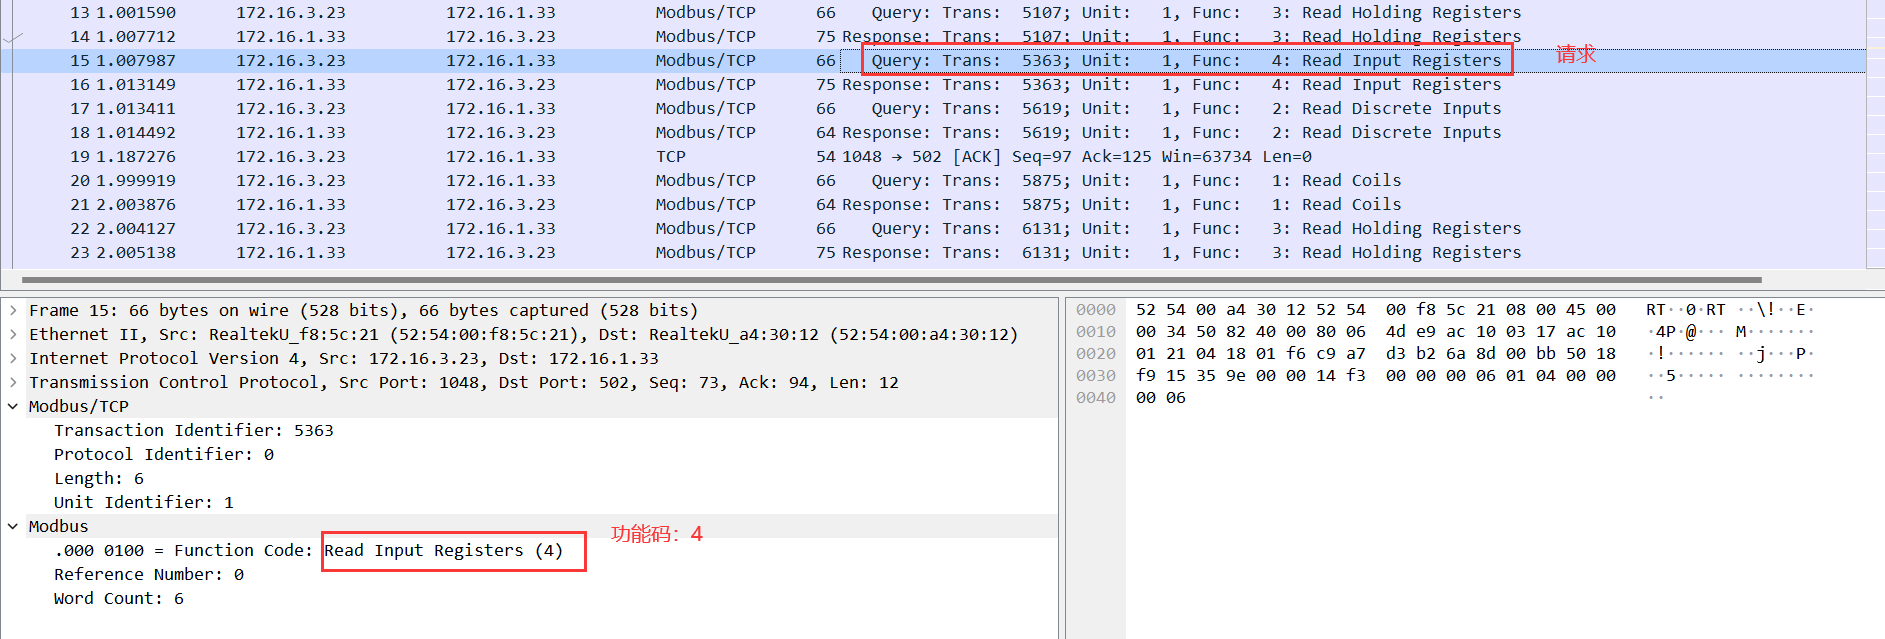 13 1.001590 172.16.3.23 172.16.1.33 Modbus/TCP 66 Query: Trans: 5107; Unit: 1, Func: 3: Read Holding Registers
14 1.007712 172.16.1.33 172.16.3.23 Modbus/TCP 75 Response: Trans: 5107; Unit: 1, Func: 3: Read Holding Registers
15 1.007987 172.16.3.23 172.16.1.33 Modbus/TCP 66 Query: Trans: 5363; Unit: 1, Func: 4: Read Input Registers 请求
16 1.013149 172.16.1.33 172.16.3.23 Modbus/TCP 75 Response: Trans: 5363; Unit: 1, Func: 4: Read Input Registers
17 1.013411 172.16.3.23 172.16.1.33 Modbus/TCP 66 Query: Trans: 5619; Unit: 1, Func: 2: Read Discrete Inputs
18 1.014492 172.16.1.33 172.16.3.23 Modbus/TCP 64 Response: Trans: 5619; Unit: 1, Func: 2: Read Discrete Inputs
19 1.187276 172.16.3.23 172.16.1.33 TCP 54 1048 → 502 [ACK] Seq=97 Ack=125 Win=63734 Len=0
20 1.999919 172.16.3.23 172.16.1.33 Modbus/TCP 66 Query: Trans: 5875; Unit: 1, Func: 1: Read Coils
21 2.003876 172.16.1.33 172.16.3.23 Modbus/TCP 64 Response: Trans: 5875; Unit: 1, Func: 1: Read Coils
22 2.004127 172.16.3.23 172.16.1.33 Modbus/TCP 66 Query: Trans: 6131; Unit: 1, Func: 3: Read Holding Registers
23 2.005138 172.16.1.33 172.16.3.23 Modbus/TCP 75 Response: Trans: 6131; Unit: 1, Func: 3: Read Holding Registers
Frame 15: 66 bytes on wire (528 bits), 66 bytes captured (528 bits)
Ethernet II, Src: RealtekU_f8:5c:21 (52:54:00:f8:5c:21), Dst: RealtekU_a4:30:12 (52:54:00:a4:30:12)
Internet Protocol Version 4, Src: 172.16.3.23, Dst: 172.16.1.33
Transmission Control Protocol, Src Port: 1048, Dst Port: 502, Seq: 73, Ack: 94, Len: 12
Modbus/TCP
Transaction Identifier: 5363
Protocol Identifier: 0
Length: 6
Unit Identifier: 1
Modbus
.000 0100 = Function Code: Read Input Registers (4)
功能码：4
Reference Number: 0
Word Count: 6
0000 52 54 00 a4 30 12 52 54 00 f8 5c 21 08 00 45 00 RT··0·RT ··\!··E·
0010 00 34 50 82 40 00 80 06 4d e9 ac 10 03 17 ac 10 ·4P·@··· M·······
0020 01 21 04 18 01 f6 c9 a7 d3 b2 6a 8d 00 bb 50 18 ·!······ ··j···P·
0030 f9 15 35 9e 00 00 14 f3 00 00 00 06 01 04 00 00 ··5····· ········
0040 00 06 ··